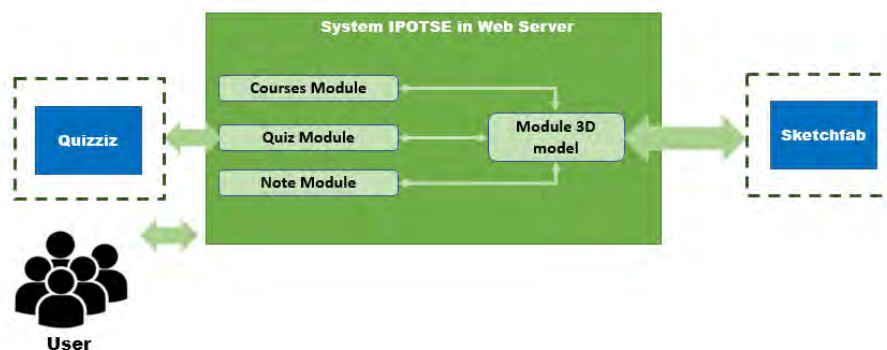 System IPOTSE in Web Server
Courses Module
Quizziz
Quiz Module
Module 3D
model
Sketchfab
Note Module
User